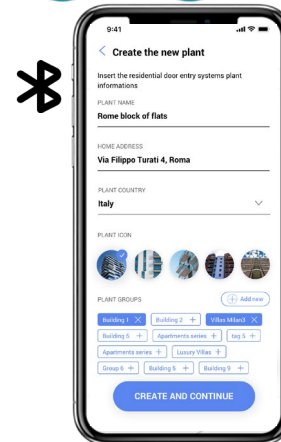 9:41
Create the new plant
Insert the residential door entry systems plant
informations
PLANT NAME
Rome block of flats
HOME ADDRESS
Via Filippo Turati 4, Roma
PLANT COUNTRY
Italy
PLANT ICON
PLANT GROUPS
Add new
Building 1
Building 2
Villas Milan3
Building 5
Apartments series
tag 5
Apartments series
Luxury Villas
Group 6
Building 5
Building 9
CREATE AND CONTINUE